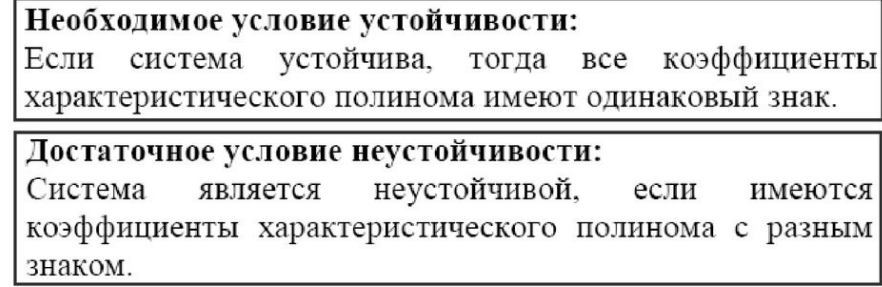 Необходимое условие устойчивости:
Если система устойчива, тогда все коэффициенты
характеристического полинома имеют одинаковый знак.
Достаточное условие неустойчивости:
Система является неустойчивой, если имеются
коэффициенты характеристического полинома с разным
знаком.